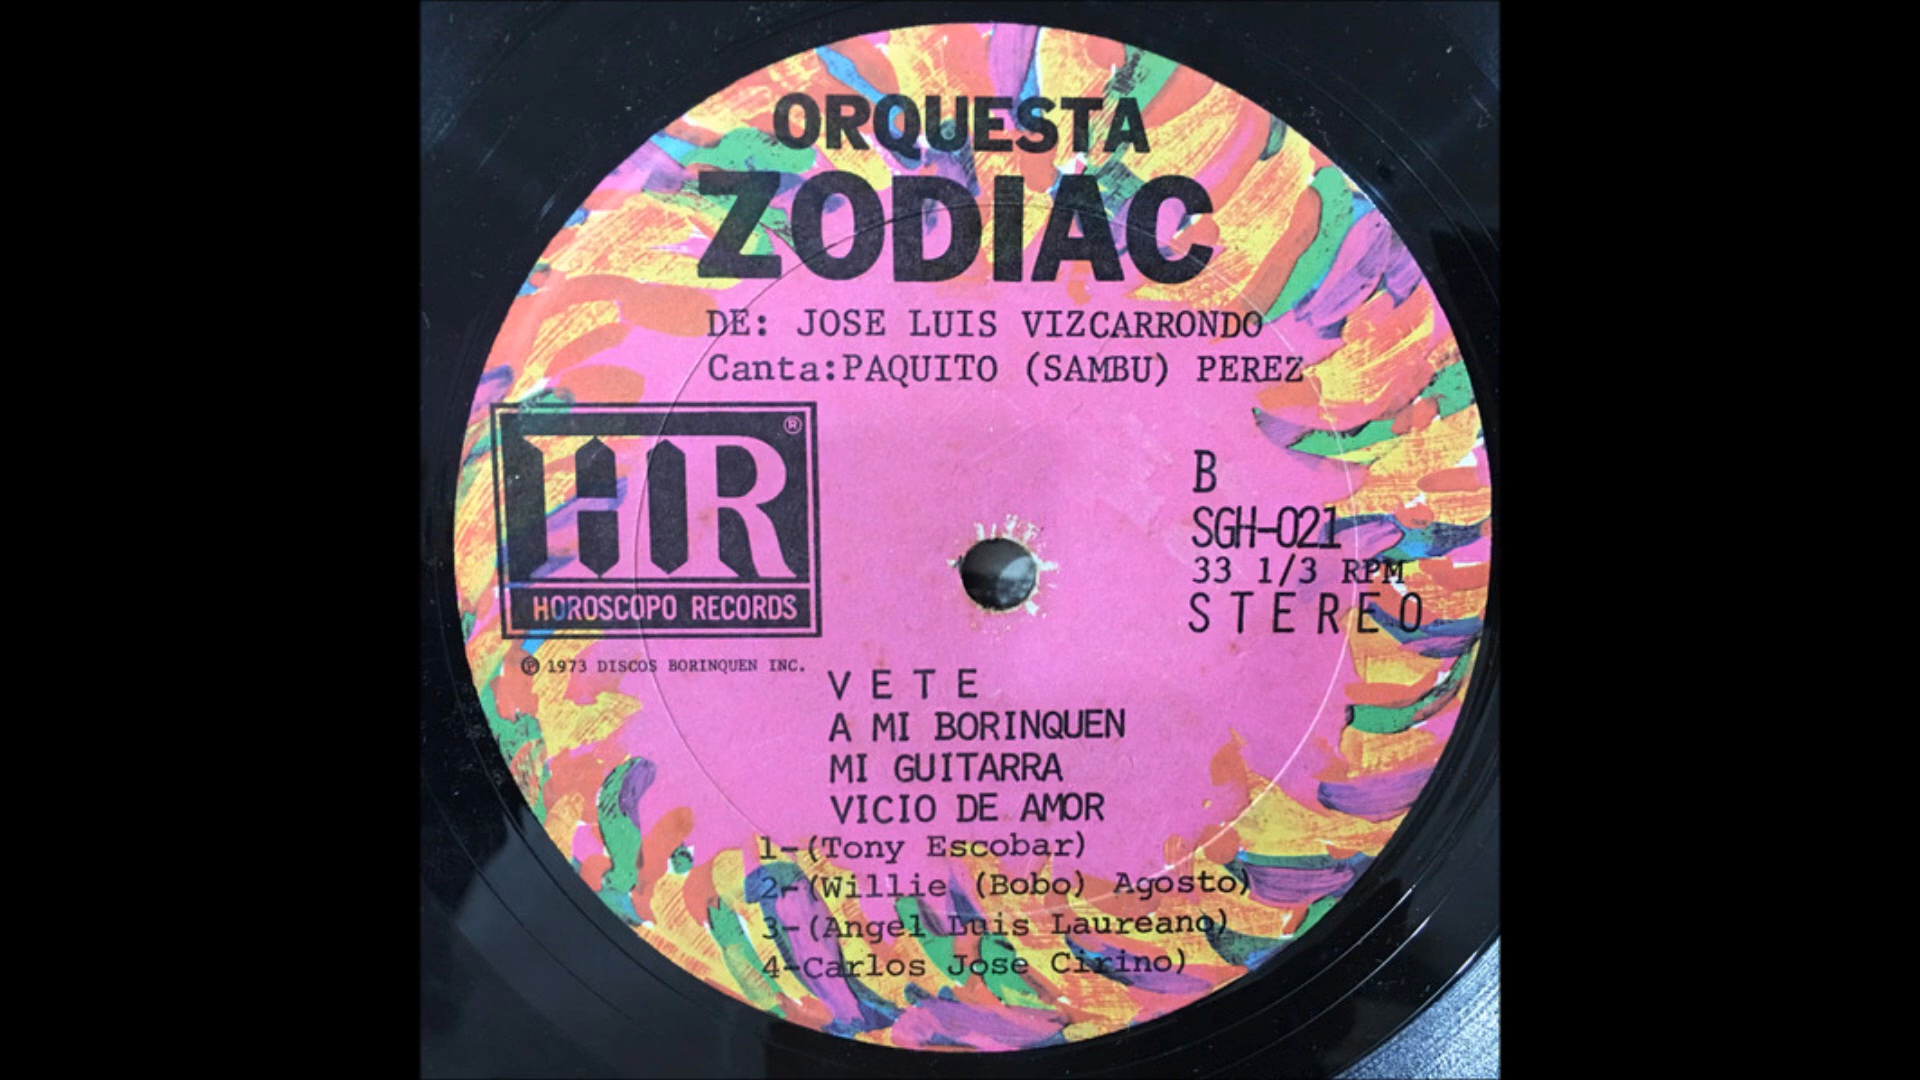 ORQUESTA
ZODIAC
DE: JOSE LUIS VIZCARRONDO
Canta:PAQUITO (SAMBU) PEREZ
HR®
HOROSCOPO RECORDS
℗ 1973 DISCOS BORINQUEN INC.
B
SGH-021
33 1/3 RPM
STEREO
VETE
A MI BORINQUEN
MI GUITARRA
VICIO DE AMOR
1-(Tony Escobar)
2-(Willie (Bobo) Agosto)
3-(Angel Luis Laureano)
4-Carlos Jose Cirino)